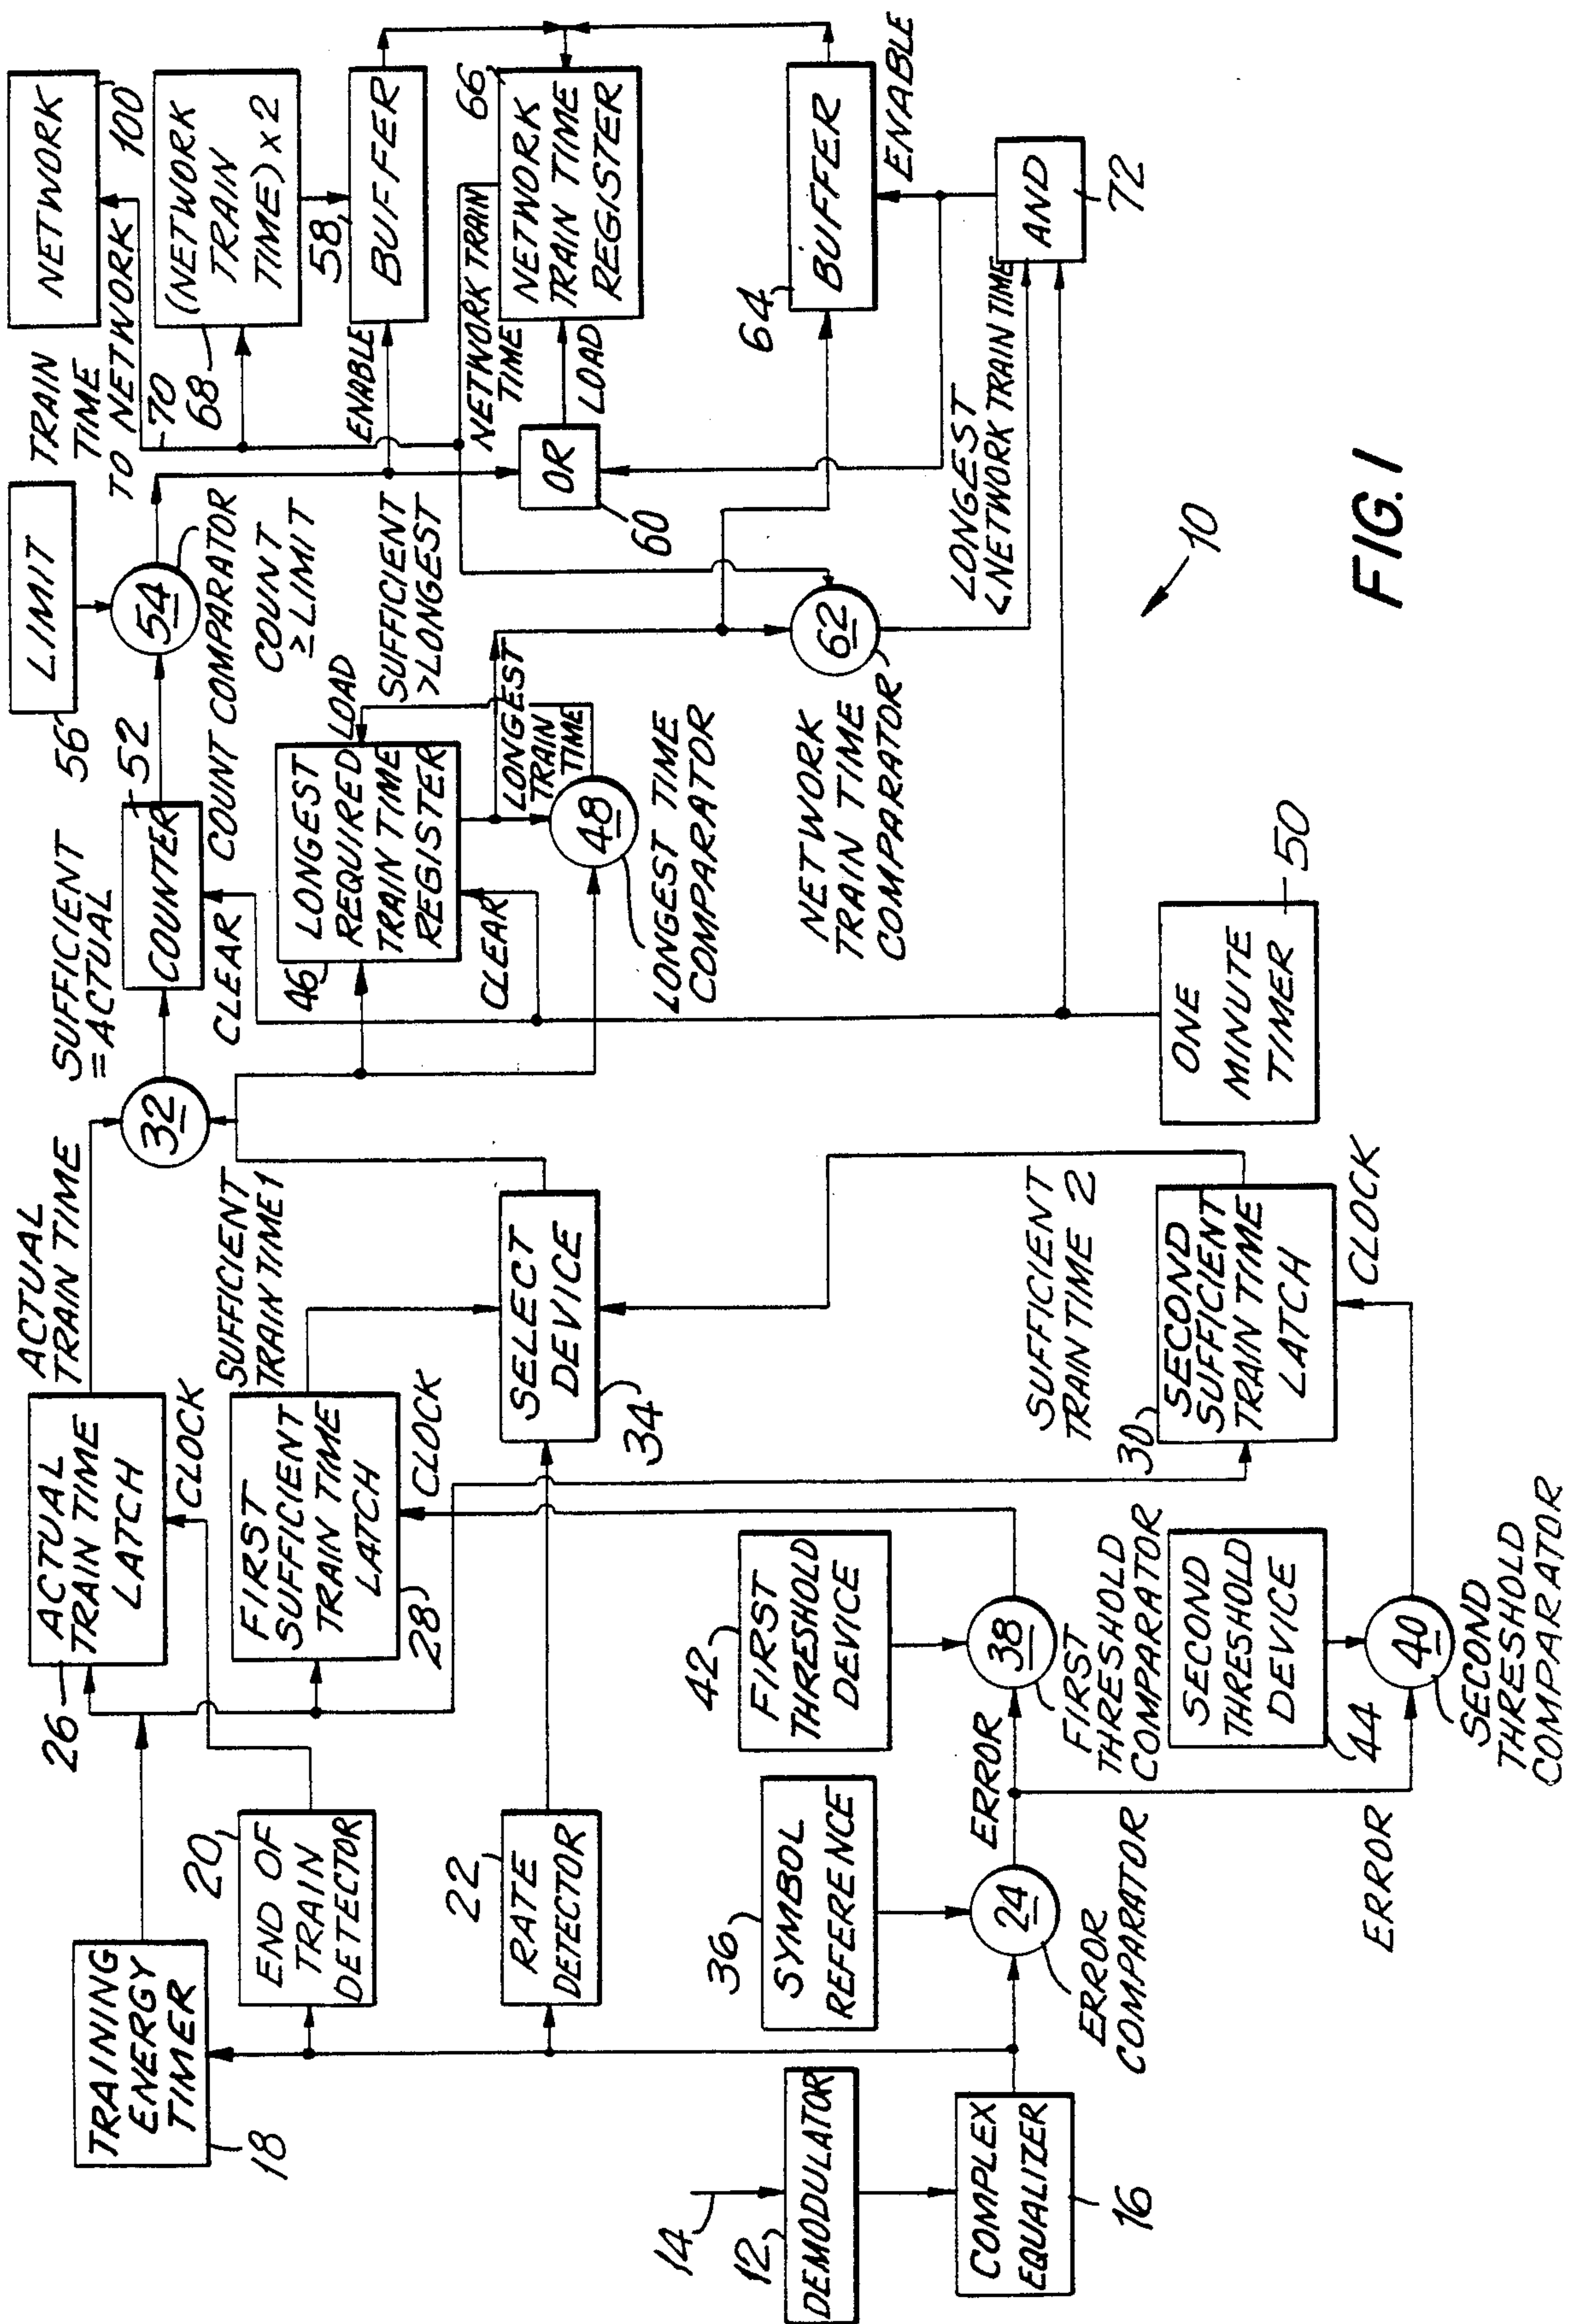 TRAINING
ENERGY
TIMER
18
20
END OF
TRAIN
DETECTOR
22
RATE
DETECTOR
14
12
DEMODULATOR
COMPLEX
EQUALIZER
16
36
SYMBOL
REFERENCE
24
ERROR
COMPARATOR
ERROR
ERROR
42
FIRST
THRESHOLD
DEVICE
38
FIRST
THRESHOLD
COMPARATOR
SECOND
THRESHOLD
DEVICE
44
40
SECOND
THRESHOLD
COMPARATOR
26
ACTUAL
TRAIN TIME
LATCH
CLOCK
ACTUAL
TRAIN TIME
FIRST
SUFFICIENT
TRAIN TIME
LATCH
28
CLOCK
SUFFICIENT
TRAIN TIME 1
SELECT
DEVICE
34
SUFFICIENT
TRAIN TIME 2
30
SECOND
SUFFICIENT
TRAIN TIME
LATCH
CLOCK
32
SUFFICIENT
=ACTUAL
COUNTER
52
CLEAR
COUNT COMPARATOR
56
LIMIT
54
COUNT
≥LIMIT
46
LONGEST
REQUIRED
TRAIN TIME
REGISTER
LOAD
CLEAR
SUFFICIENT
>LONGEST
LONGEST
TRAIN
TIME
48
LONGEST TIME
COMPARATOR
62
NETWORK
TRAIN TIME
COMPARATOR
ONE
MINUTE
TIMER
50
TRAIN
TIME
TO NETWORK
70
68
NETWORK
100
(NETWORK
TRAIN
TIME) x 2
58
BUFFER
ENABLE
NETWORK TRAIN
TIME
66
NETWORK
TRAIN TIME
REGISTER
LOAD
OR
60
64
BUFFER
ENABLE
LONGEST
<NETWORK TRAIN TIME
AND
72
10
FIG. 1